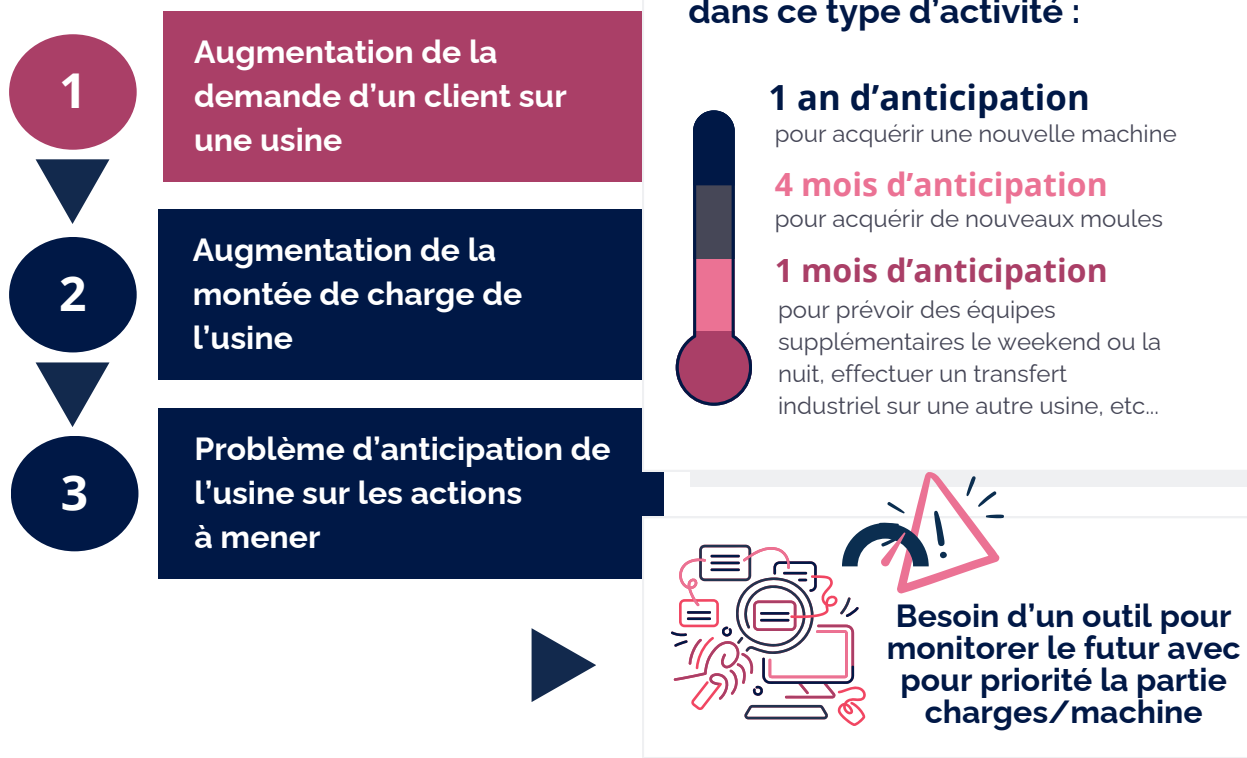 1
Augmentation de la
demande d’un client sur
une usine
2
Augmentation de la
montée de charge de
l’usine
3
Problème d’anticipation de
l’usine sur les actions
à mener
dans ce type d’activité :
1 an d’anticipation
pour acquérir une nouvelle machine
4 mois d’anticipation
pour acquérir de nouveaux moules
1 mois d’anticipation
pour prévoir des équipes
supplémentaires le weekend ou la
nuit, effectuer un transfert
industriel sur une autre usine, etc...
!
Besoin d’un outil pour
monitorer le futur avec
pour priorité la partie
charges/machine